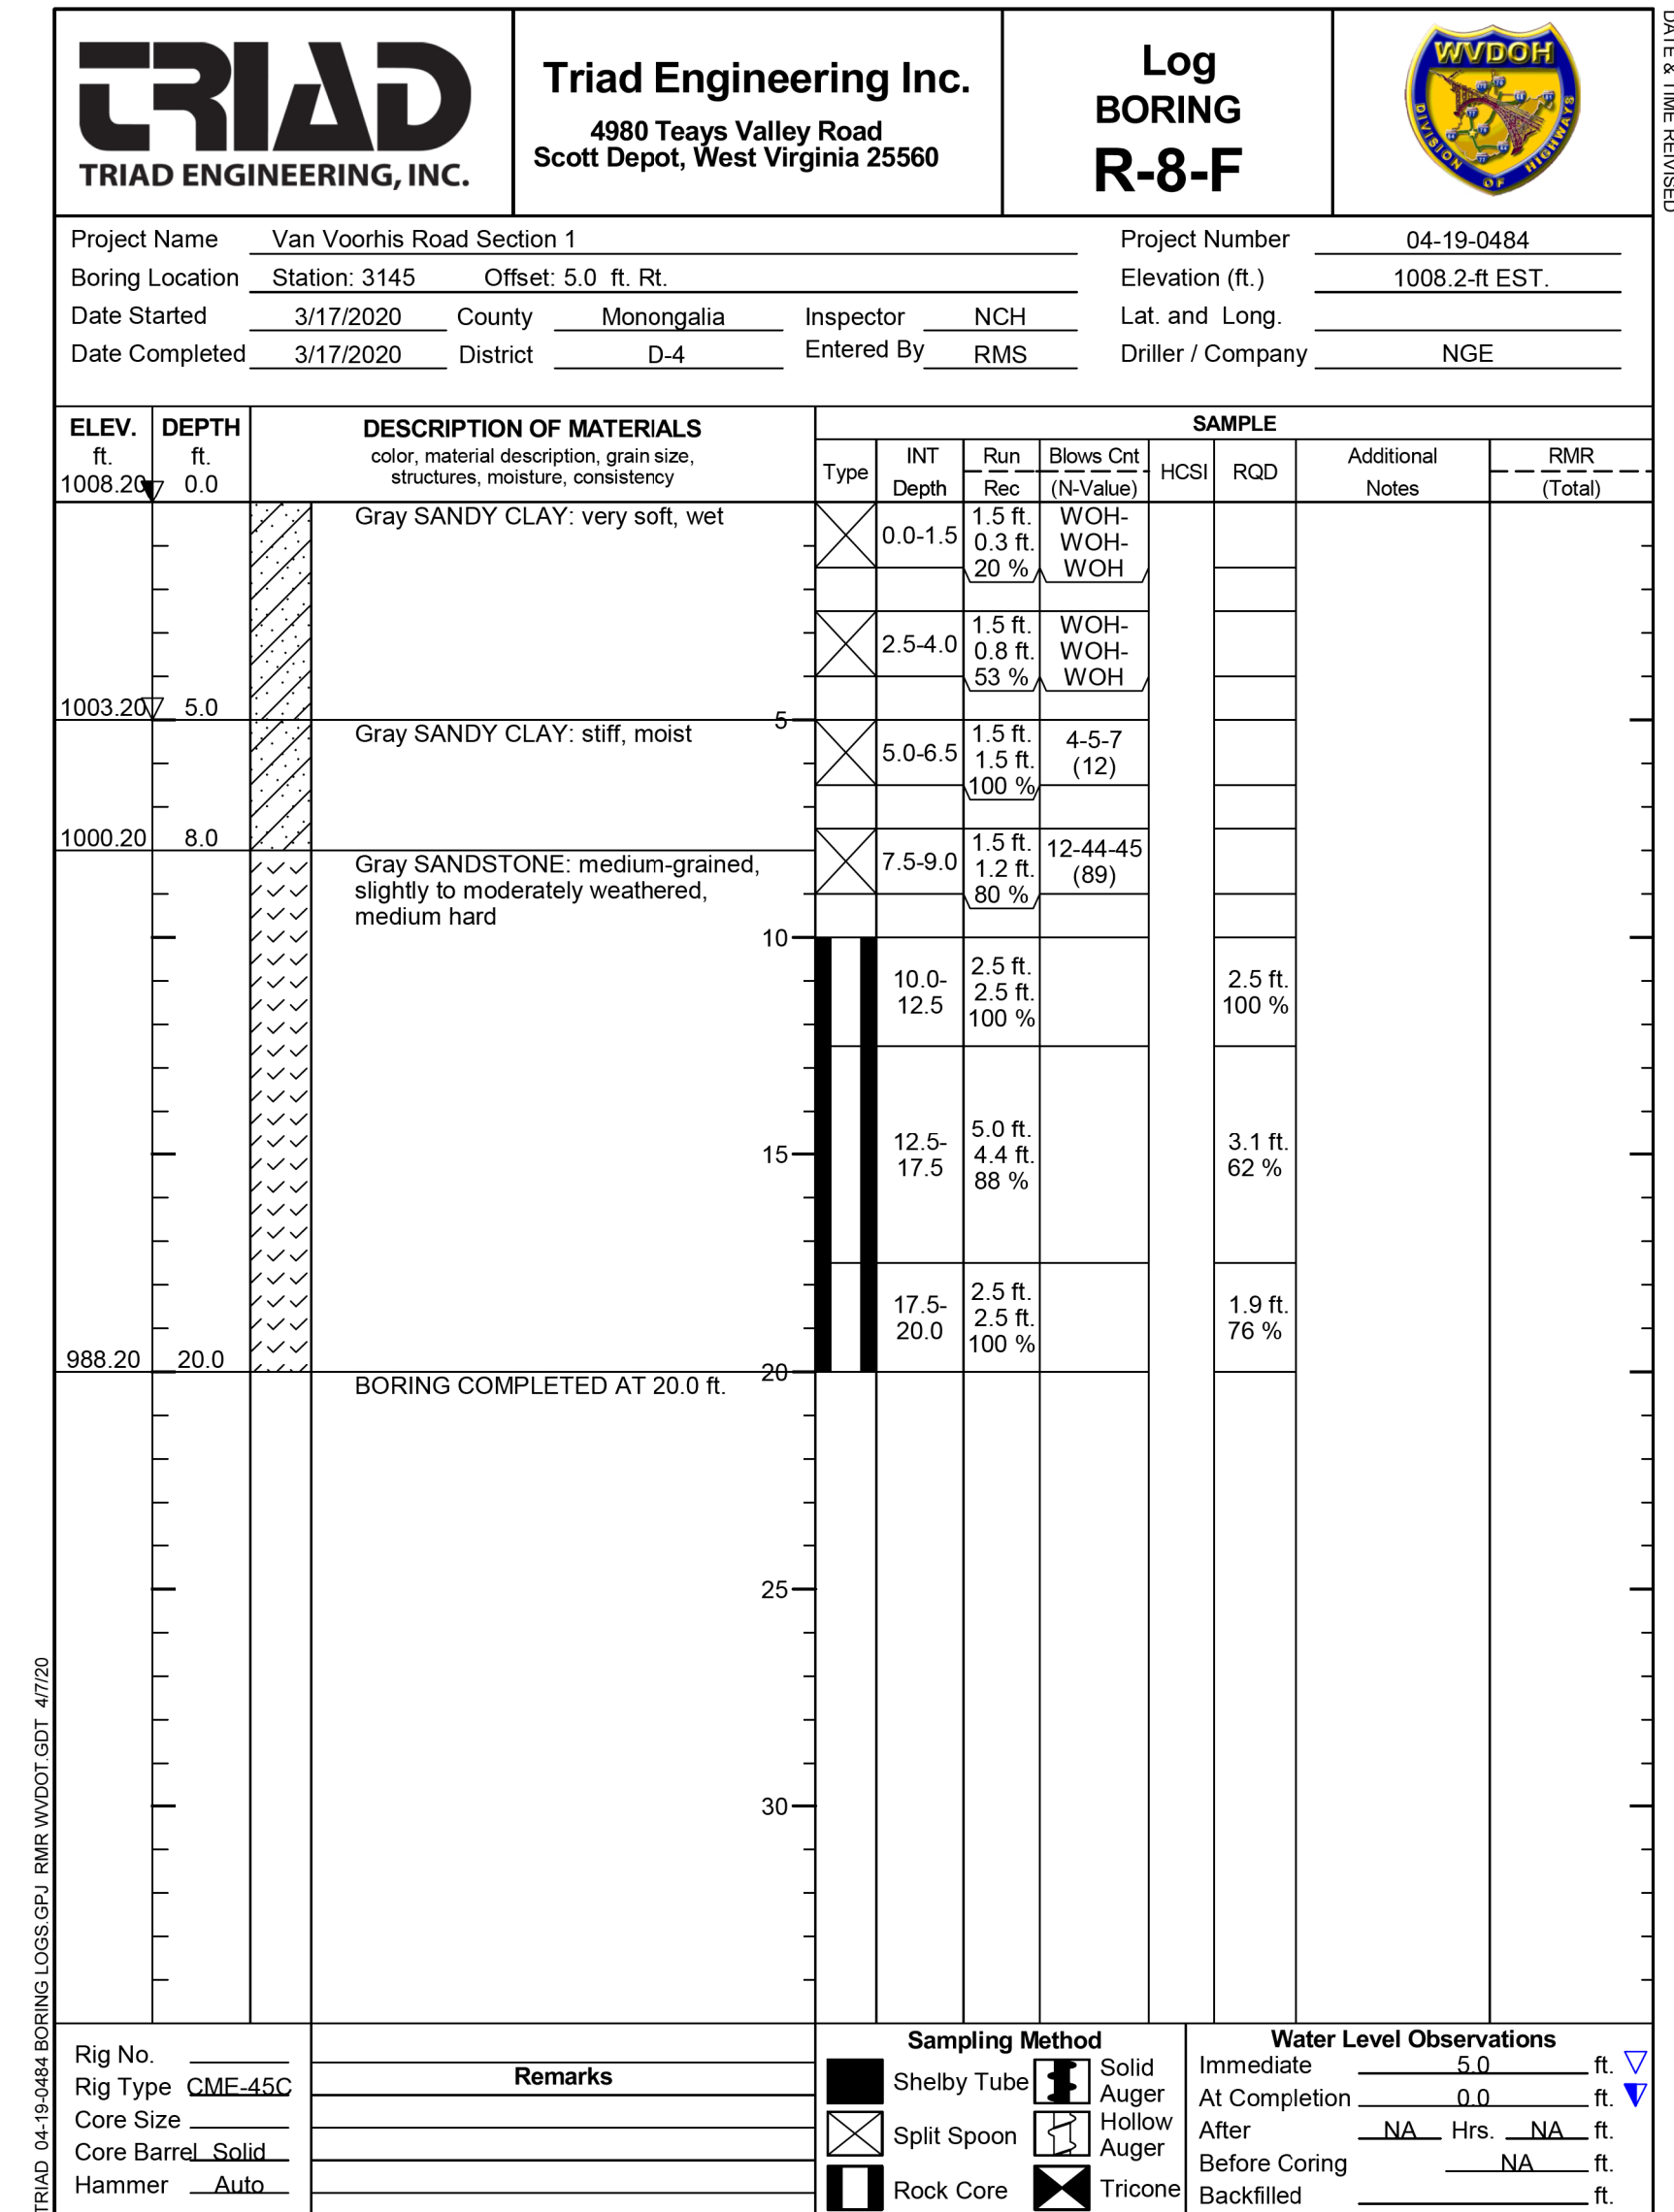 TRIAD
TRIAD ENGINEERING, INC.
Triad Engineering Inc.
4980 Teays Valley Road
Scott Depot, West Virginia 25560
Log
BORING
R-8-F
WVDOH
DIVISION OF HIGHWAYS
DATE & TIME REIVISED
Project Name Van Voorhis Road Section 1 Project Number 04-19-0484
Boring Location Station: 3145 Offset: 5.0 ft. Rt. Elevation (ft.) 1008.2-ft EST.
Date Started 3/17/2020 County Monongalia Inspector NCH Lat. and Long.
Date Completed 3/17/2020 District D-4 Entered By RMS Driller / Company NGE
ELEV. DEPTH DESCRIPTION OF MATERIALS SAMPLE
ft. ft. color, material description, grain size,
structures, moisture, consistency
1008.20 0.0
Type INT Depth Run Rec Blows Cnt (N-Value) HCSI RQD Additional Notes RMR (Total)
Gray SANDY CLAY: very soft, wet
0.0-1.5
1.5 ft.
0.3 ft.
20 %
WOH-
WOH-
WOH
2.5-4.0
1.5 ft.
0.8 ft.
53 %
WOH-
WOH-
WOH
1003.20 5.0
5
Gray SANDY CLAY: stiff, moist
5.0-6.5
1.5 ft.
1.5 ft.
100 %
4-5-7
(12)
1000.20 8.0
7.5-9.0
1.5 ft.
1.2 ft.
80 %
12-44-45
(89)
Gray SANDSTONE: medium-grained,
slightly to moderately weathered,
medium hard
10
10.0-
12.5
2.5 ft.
2.5 ft.
100 %
2.5 ft.
100 %
15
12.5-
17.5
5.0 ft.
4.4 ft.
88 %
3.1 ft.
62 %
17.5-
20.0
2.5 ft.
2.5 ft.
100 %
1.9 ft.
76 %
988.20 20.0
20
BORING COMPLETED AT 20.0 ft.
25
30
TRIAD 04-19-0484 BORING LOGS.GPJ RMR WVDOT.GDT 4/7/20
Rig No.
Rig Type CME-45C
Core Size
Core Barrel Solid
Hammer Auto
Remarks
Sampling Method
Shelby Tube
Solid
Auger
Split Spoon
Hollow
Auger
Rock Core
Tricone
Water Level Observations
Immediate 5.0 ft.
At Completion 0.0 ft.
After NA Hrs. NA ft.
Before Coring NA ft.
Backfilled ft.